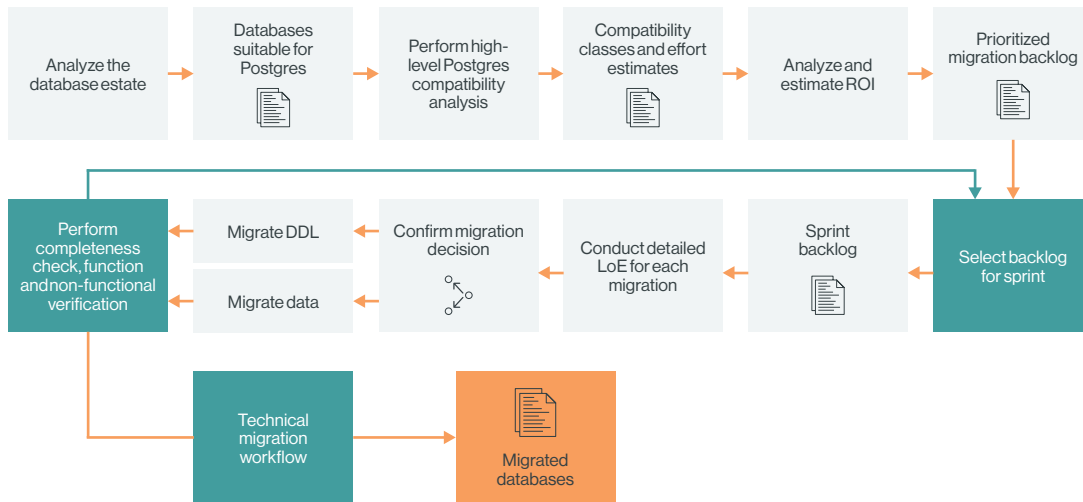 Analyze the
database estate
Databases
suitable for
Postgres
Perform high-
level Postgres
compatibility
analysis
Compatibility
classes and effort
estimates
Analyze and
estimate ROI
Prioritized
migration backlog
Perform
completeness
check, function
and non-functional
verification
Migrate DDL
Migrate data
Confirm migration
decision
Conduct detailed
LoE for each
migration
Sprint
backlog
Select backlog
for sprint
Technical
migration
workflow
Migrated
databases